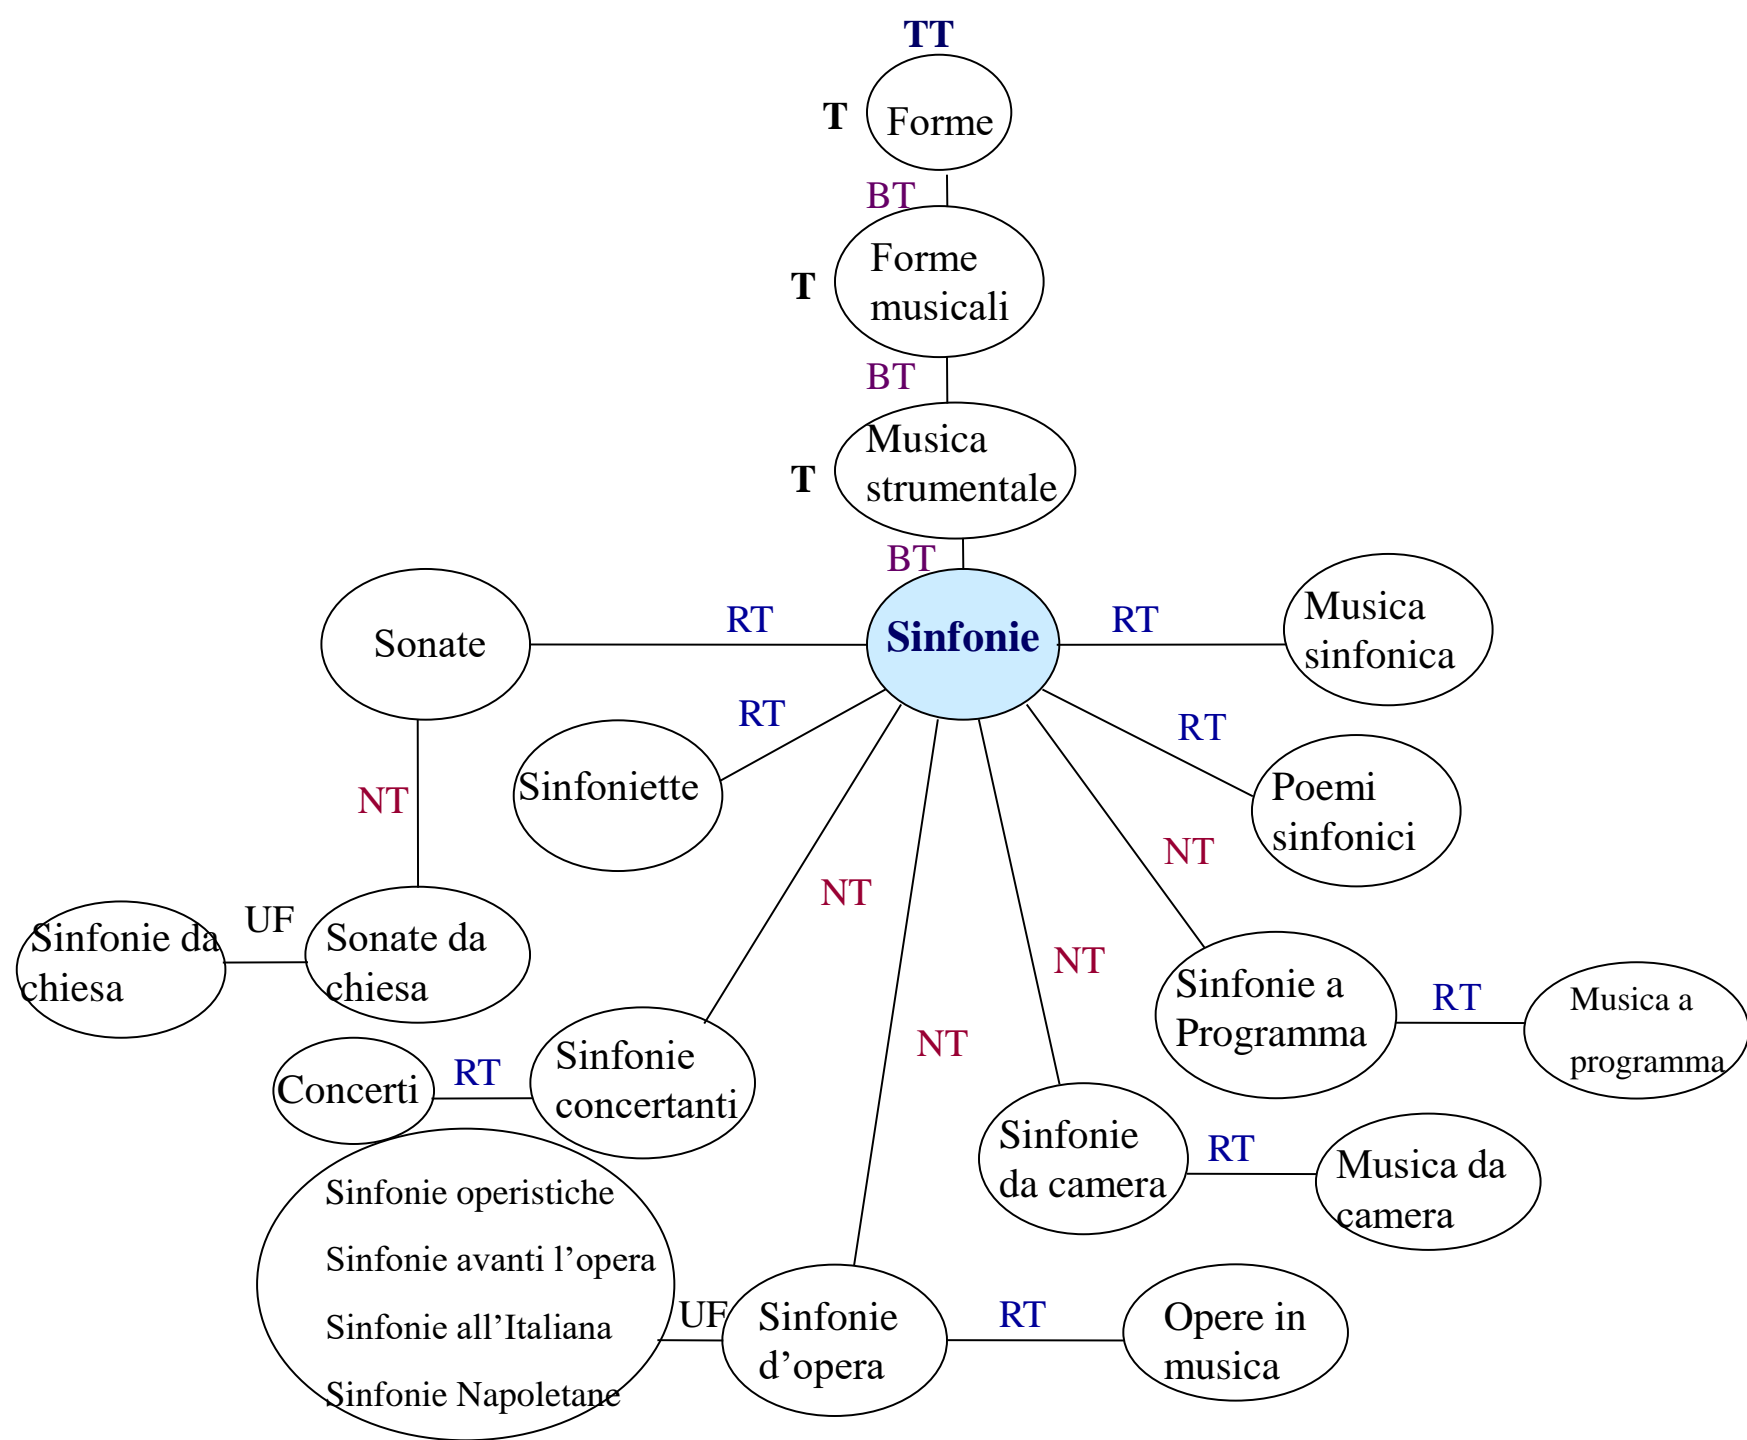 TT
T
Forme
BT
Forme
musicali
T
BT
Musica
strumentale
T
BT
Sonate
RT
Sinfonie
RT
Musica
sinfonica
RT
Sinfoniette
RT
Poemi
sinfonici
NT
NT
NT
NT
NT
Sinfonie da
chiesa
UF
Sonate da
chiesa
Sinfonie a
Programma
RT
Musica a
programma
Concerti
RT
Sinfonie
concertanti
Sinfonie
da camera
RT
Musica da
camera
Sinfonie operistiche
Sinfonie avanti l’opera
Sinfonie all’Italiana
Sinfonie Napoletane
UF
Sinfonie
d’opera
RT
Opere in
musica